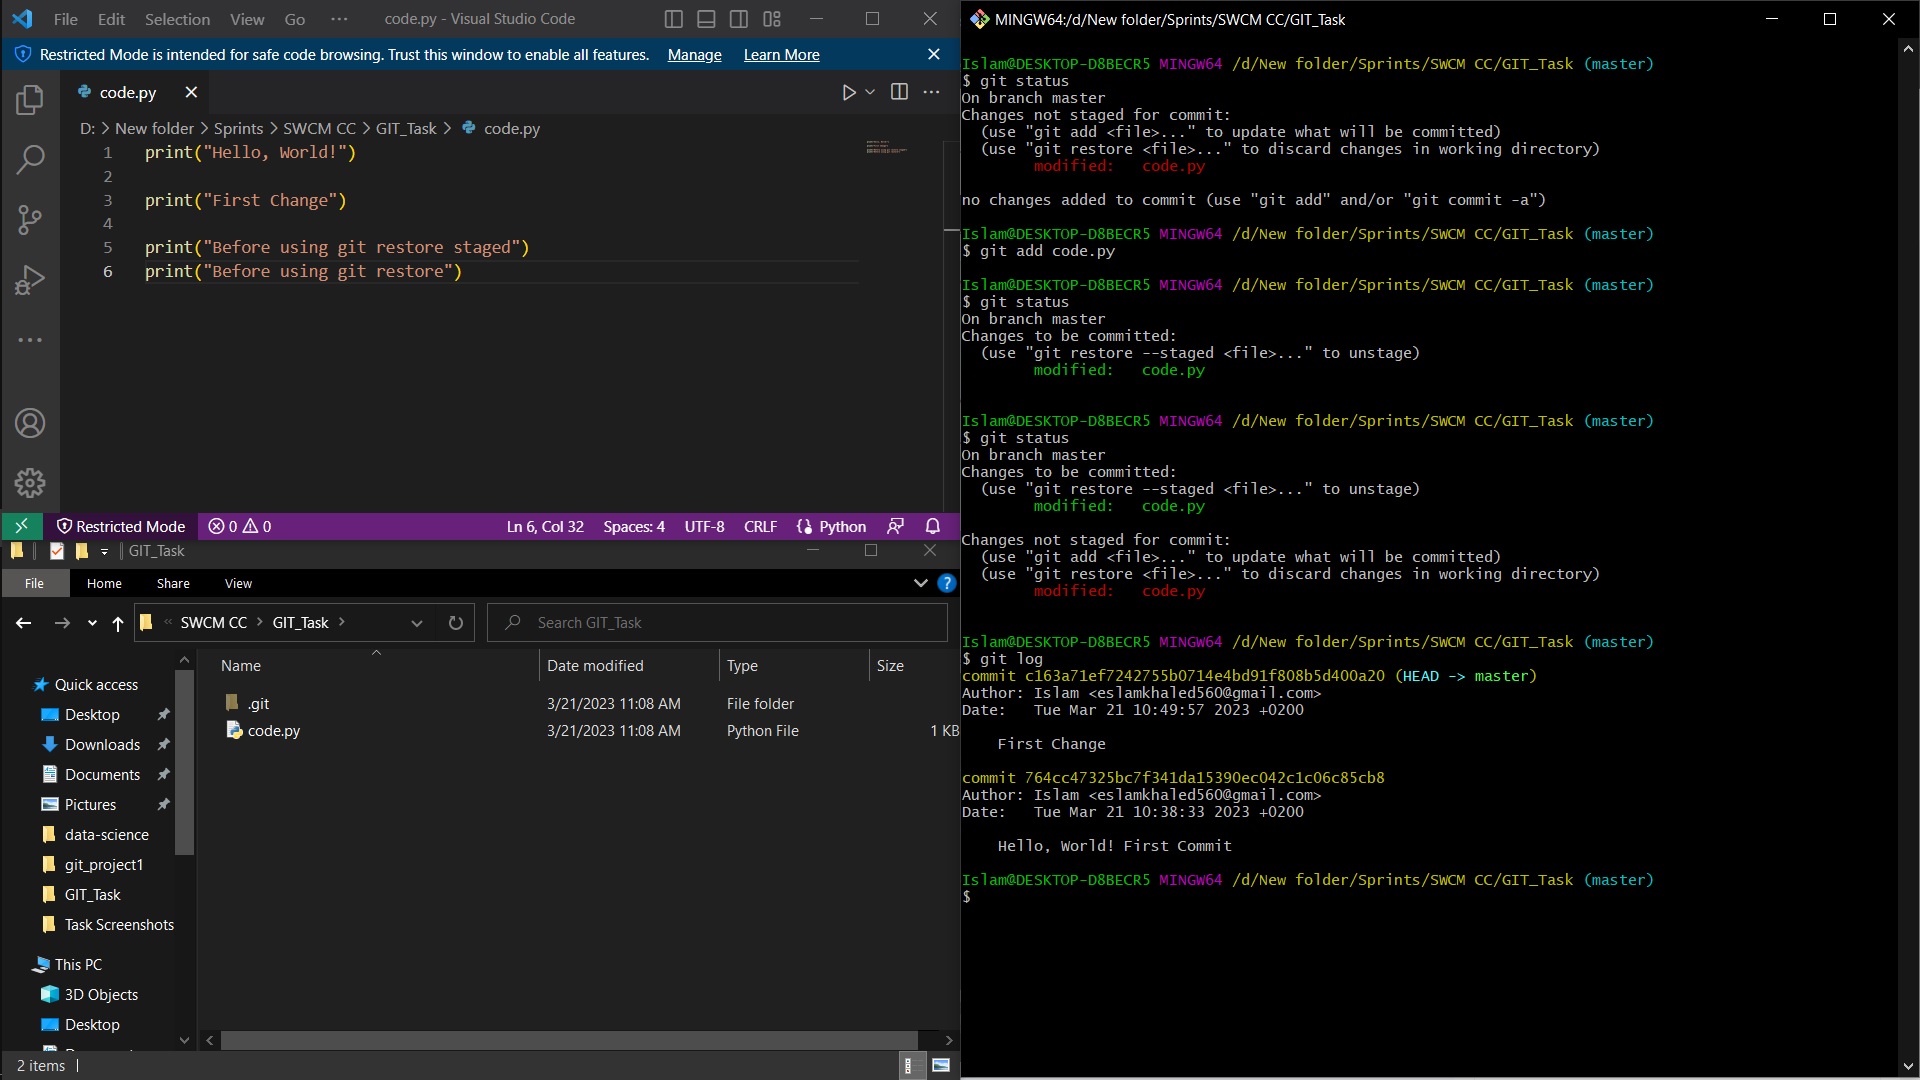 File Edit Selection View Go ··· code.py - Visual Studio Code
Restricted Mode is intended for safe code browsing. Trust this window to enable all features. Manage Learn More
code.py
D: > New folder > Sprints > SWCM CC > GIT_Task > code.py
1 print("Hello, World!")
2
3 print("First Change")
4
5 print("Before using git restore staged")
6 print("Before using git restore")
Restricted Mode 0 0 Ln 6, Col 32 Spaces: 4 UTF-8 CRLF Python
GIT_Task
File Home Share View
« SWCM CC > GIT_Task > Search GIT_Task
Name Date modified Type Size
.git 3/21/2023 11:08 AM File folder
code.py 3/21/2023 11:08 AM Python File 1 KB
Quick access
Desktop
Downloads
Documents
Pictures
data-science
git_project1
GIT_Task
Task Screenshots
This PC
3D Objects
Desktop
2 items
MINGW64:/d/New folder/Sprints/SWCM CC/GIT_Task
Islam@DESKTOP-D8BECR5 MINGW64 /d/New folder/Sprints/SWCM CC/GIT_Task (master)
$ git status
On branch master
Changes not staged for commit:
(use "git add <file>..." to update what will be committed)
(use "git restore <file>..." to discard changes in working directory)
modified: code.py
no changes added to commit (use "git add" and/or "git commit -a")
Islam@DESKTOP-D8BECR5 MINGW64 /d/New folder/Sprints/SWCM CC/GIT_Task (master)
$ git add code.py
Islam@DESKTOP-D8BECR5 MINGW64 /d/New folder/Sprints/SWCM CC/GIT_Task (master)
$ git status
On branch master
Changes to be committed:
(use "git restore --staged <file>..." to unstage)
modified: code.py
Islam@DESKTOP-D8BECR5 MINGW64 /d/New folder/Sprints/SWCM CC/GIT_Task (master)
$ git status
On branch master
Changes to be committed:
(use "git restore --staged <file>..." to unstage)
modified: code.py
Changes not staged for commit:
(use "git add <file>..." to update what will be committed)
(use "git restore <file>..." to discard changes in working directory)
modified: code.py
Islam@DESKTOP-D8BECR5 MINGW64 /d/New folder/Sprints/SWCM CC/GIT_Task (master)
$ git log
commit c163a71ef7242755b0714e4bd91f808b5d400a20 (HEAD -> master)
Author: Islam <eslamkhaled560@gmail.com>
Date: Tue Mar 21 10:49:57 2023 +0200
First Change
commit 764cc47325bc7f341da15390ec042c1c06c85cb8
Author: Islam <eslamkhaled560@gmail.com>
Date: Tue Mar 21 10:38:33 2023 +0200
Hello, World! First Commit
Islam@DESKTOP-D8BECR5 MINGW64 /d/New folder/Sprints/SWCM CC/GIT_Task (master)
$